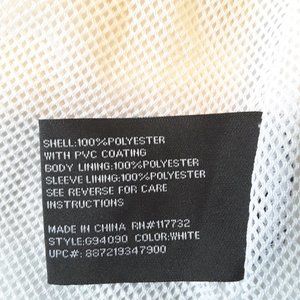 SHELL:100%POLYESTER
WITH PVC COATING
BODY LINING:100%POLYESTER
SLEEVE LINING:100%POLYESTER
SEE REVERSE FOR CARE
INSTRUCTIONS
MADE IN CHINA RN#117732
STYLE:G94090 COLOR:WHITE
UPC#: 887219347900